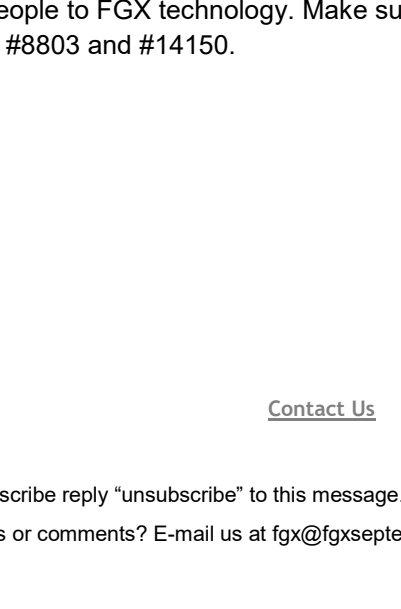 eople to FGX technology. Make su
#8803 and #14150.
Contact Us
scribe reply “unsubscribe” to this message.
s or comments? E-mail us at fgx@fgxsepte